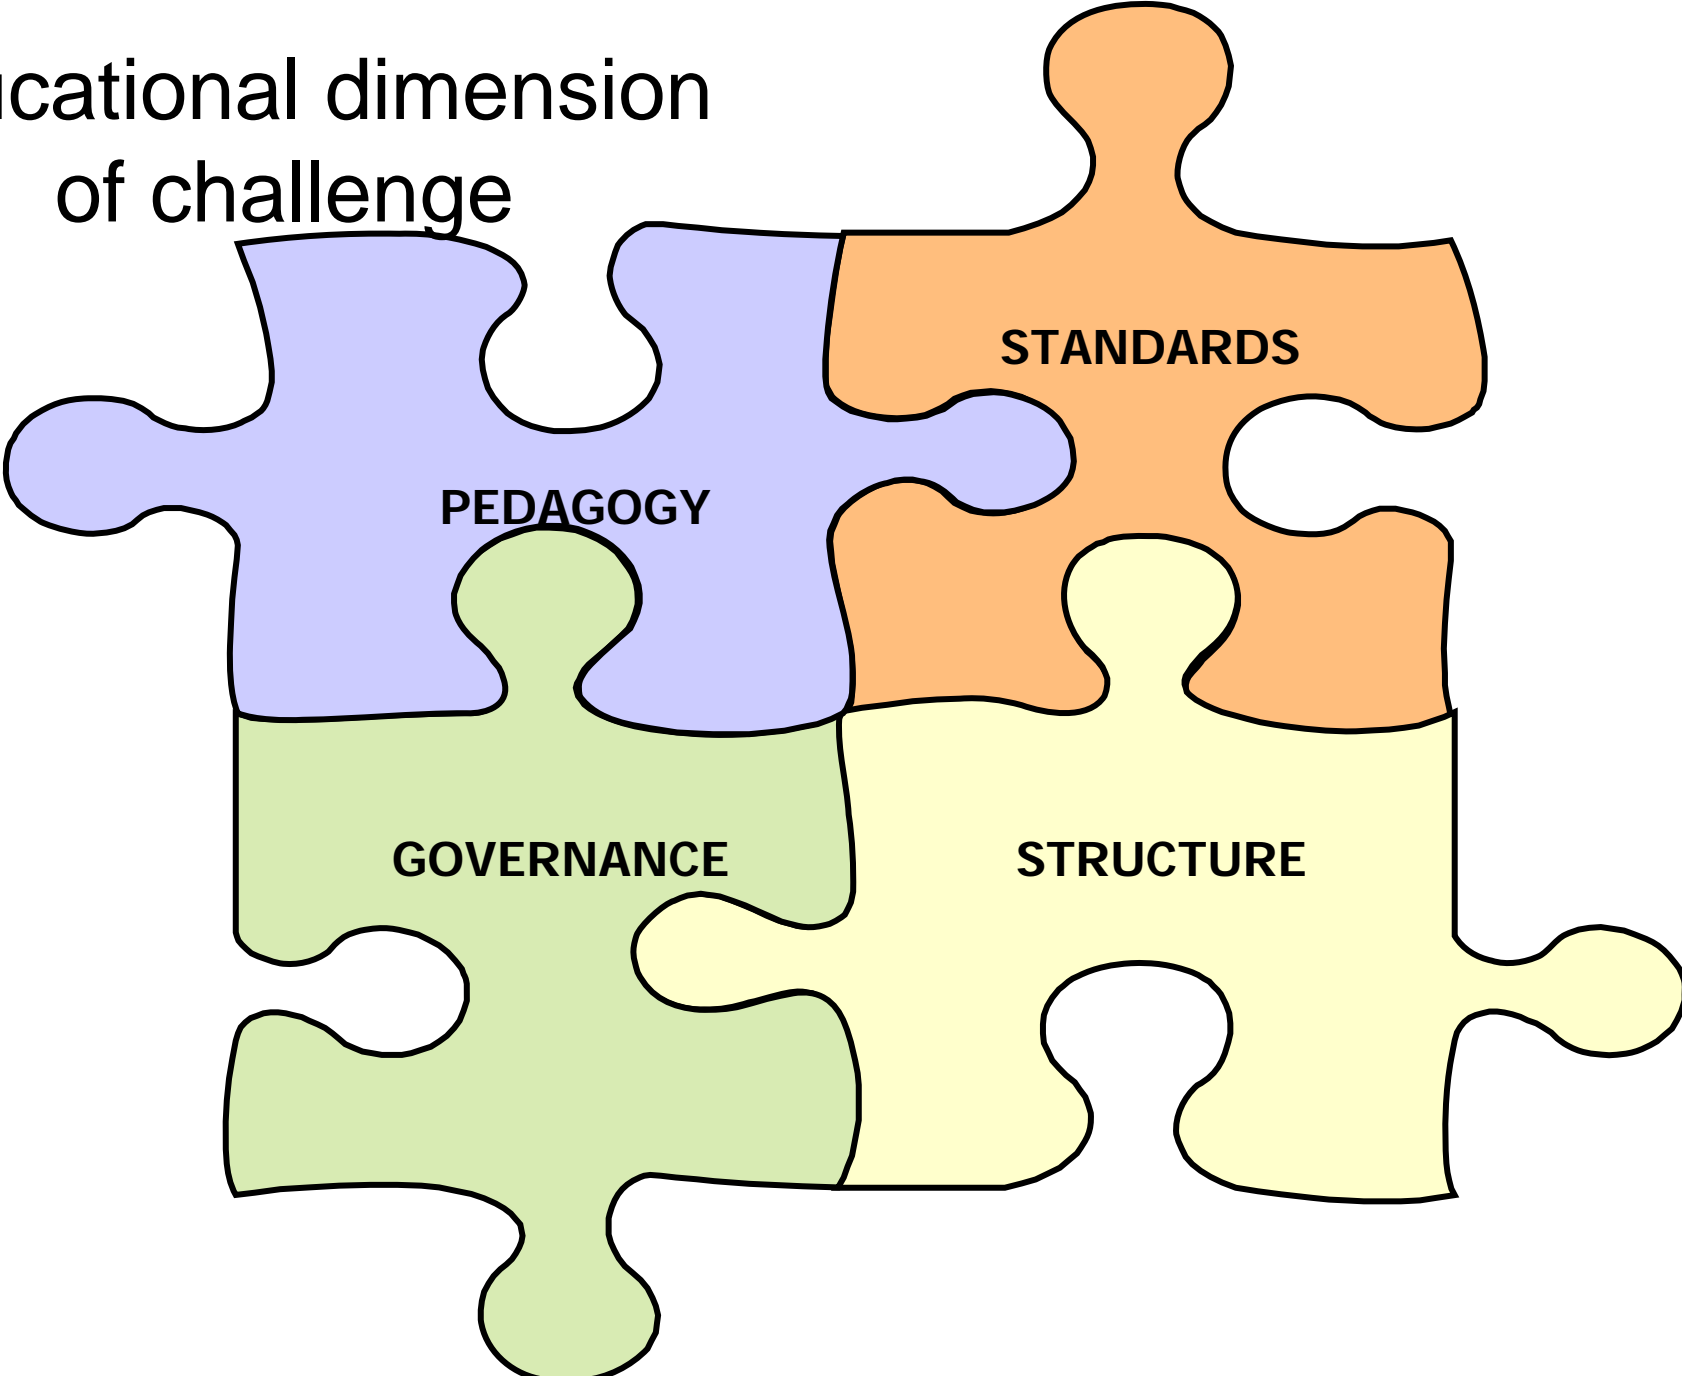 ucational dimension
of challenge
STANDARDS
PEDAGOGY
GOVERNANCE
STRUCTURE